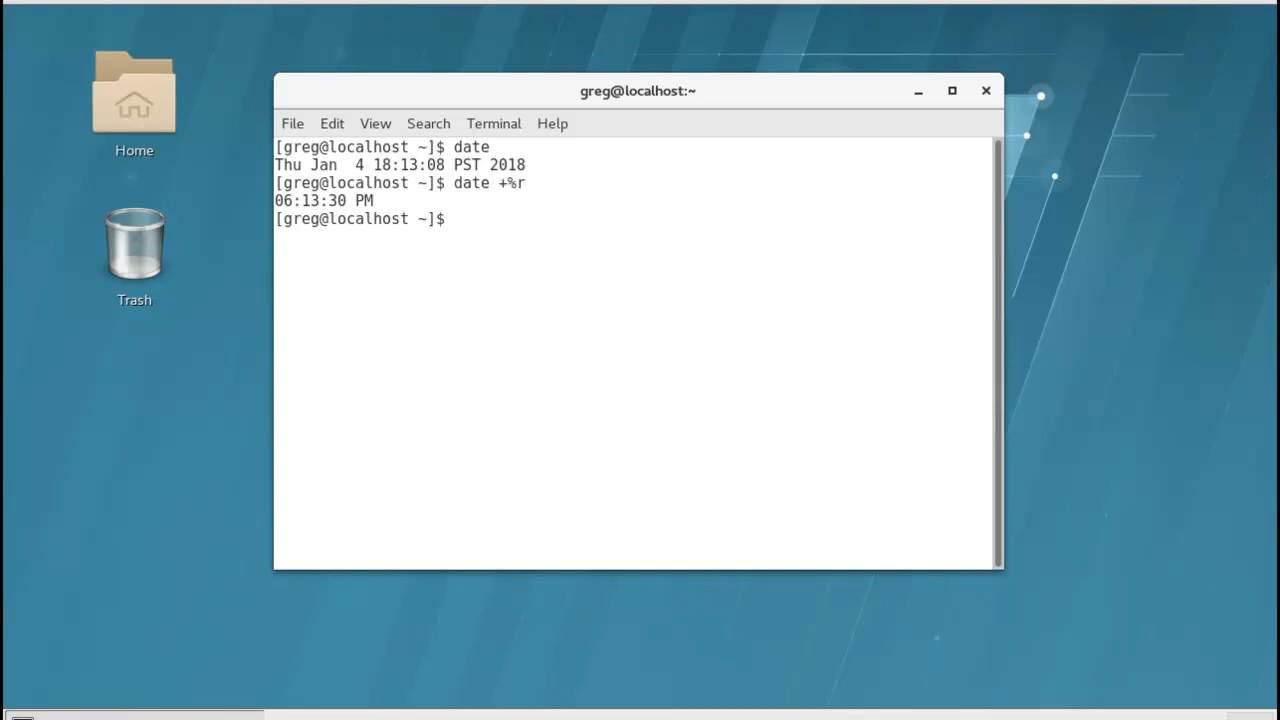 Home
Trash
greg@localhost:~
File Edit View Search Terminal Help
[greg@localhost ~]$ date
Thu Jan  4 18:13:08 PST 2018
[greg@localhost ~]$ date +%r
06:13:30 PM
[greg@localhost ~]$